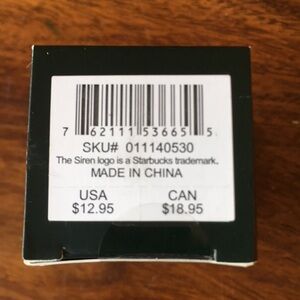 7 62111 53665 5
SKU# 011140530
The Siren logo is a Starbucks trademark.
MADE IN CHINA
USA CAN
$12.95 $18.95